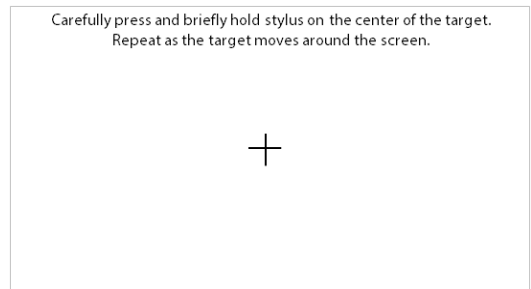 Carefully press and briefly hold stylus on the center of the target.
Repeat as the target moves around the screen.